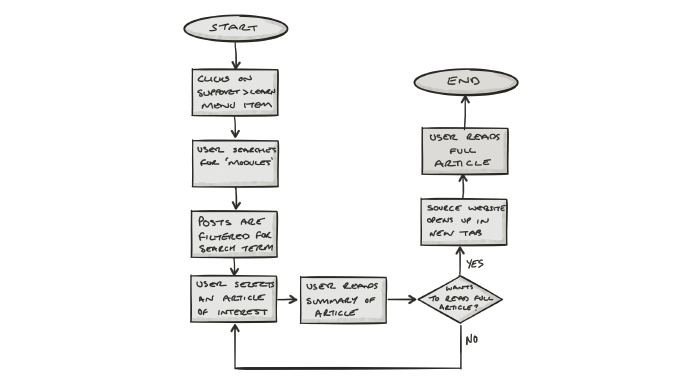 START
CLICKS ON
SUPPORT > LEARN
MENU ITEM
USER SEARCHES
FOR 'MODULES'
POSTS ARE
FILTERED FOR
SEARCH TERM
USER SELECTS
AN ARTICLE
OF INTEREST
USER READS
SUMMARY OF
ARTICLE
WANTS
TO READ FULL
ARTICLE?
NO
YES
SOURCE WEBSITE
OPENS UP IN
NEW TAB
USER READS
FULL
ARTICLE
END